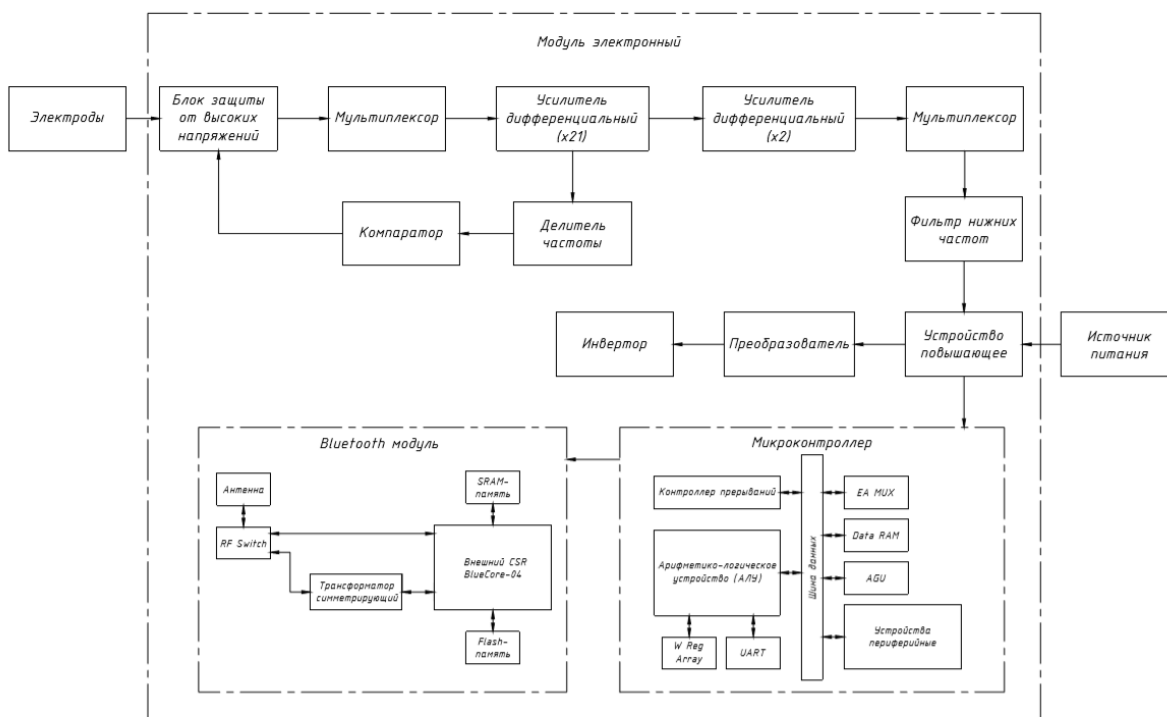 Модуль электронный
Электроды
Блок защиты
от высоких
напряжений
Мультиплексор
Усилитель
дифференциальный
(x21)
Усилитель
дифференциальный
(x2)
Мультиплексор
Компаратор
Делитель
частоты
Фильтр нижних
частот
Инвертор
Преобразователь
Устройство
повышающее
Источник
питания
Bluetooth модуль
Антенна
RF Switch
Трансформатор
симметрирующий
SRAM-
память
Внешний CSR
BlueCore-04
Flash-
память
Микроконтроллер
Контроллер прерываний
Арифметико-логическое
устройство (АЛУ)
W Reg
Array
UART
Шина данных
EA MUX
Data RAM
AGU
Устройства
периферийные